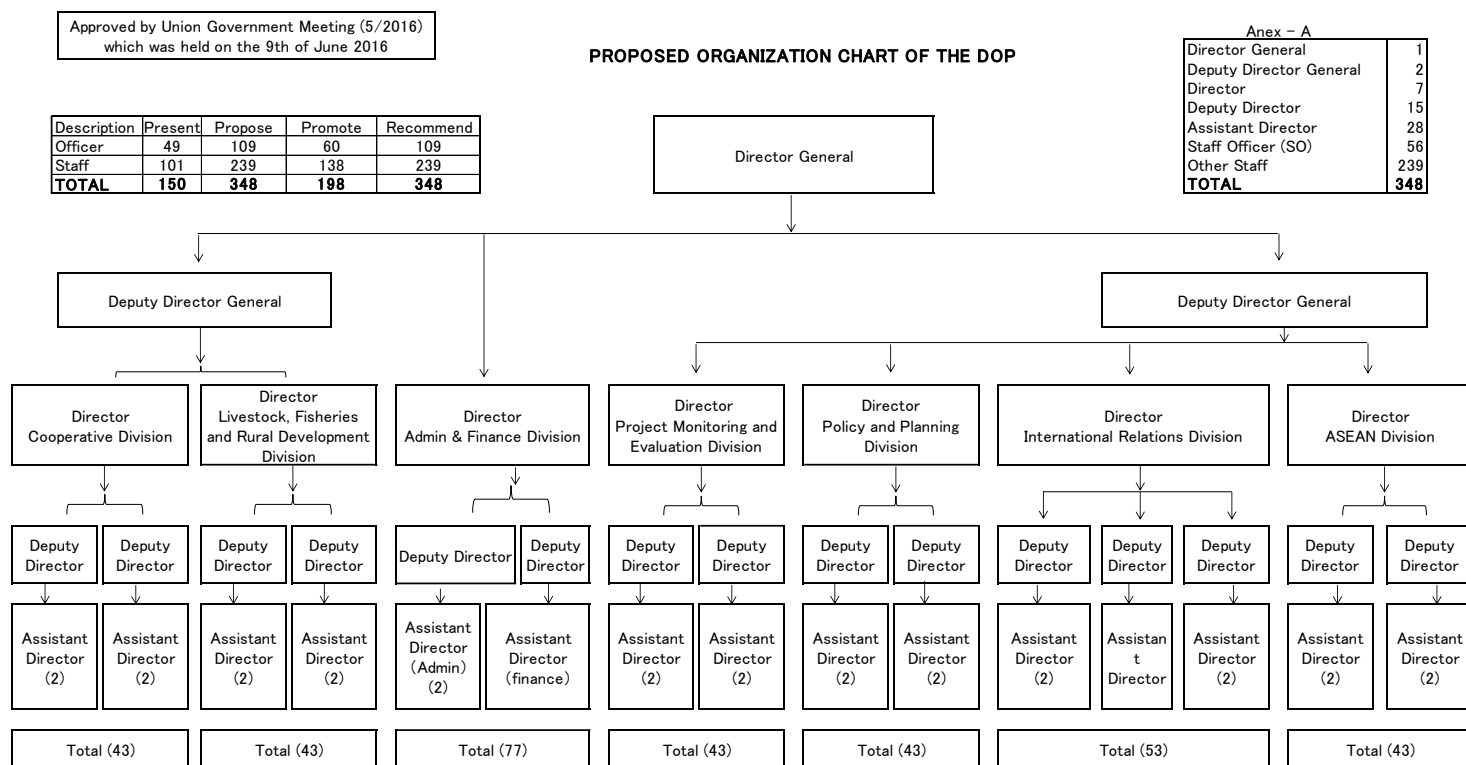 Approved by Union Government Meeting (5/2016)
which was held on the 9th of June 2016
PROPOSED ORGANIZATION CHART OF THE DOP
Anex - A
Director General 1
Deputy Director General 2
Director 7
Deputy Director 15
Assistant Director 28
Staff Officer (SO) 56
Other Staff 239
TOTAL 348
Description Present Propose Promote Recommend
Officer 49 109 60 109
Staff 101 239 138 239
TOTAL 150 348 198 348
Director General
Deputy Director General
Deputy Director General
Director
Cooperative Division
Director
Livestock, Fisheries
and Rural Development
Division
Director
Admin & Finance Division
Director
Project Monitoring and
Evaluation Division
Director
Policy and Planning
Division
Director
International Relations Division
Director
ASEAN Division
Deputy
Director
Deputy
Director
Deputy
Director
Deputy
Director
Deputy Director
Deputy
Director
Deputy
Director
Deputy
Director
Deputy
Director
Deputy
Director
Deputy
Director
Deputy
Director
Deputy
Director
Deputy
Director
Deputy
Director
Assistant
Director
(2)
Assistant
Director
(2)
Assistant
Director
(2)
Assistant
Director
(2)
Assistant
Director
(Admin)
(2)
Assistant
Director
(finance)
Assistant
Director
(2)
Assistant
Director
(2)
Assistant
Director
(2)
Assistant
Director
(2)
Assistant
Director
(2)
Assistan
t
Director
Assistant
Director
(2)
Assistant
Director
(2)
Assistant
Director
(2)
Total (43)
Total (43)
Total (77)
Total (43)
Total (43)
Total (53)
Total (43)